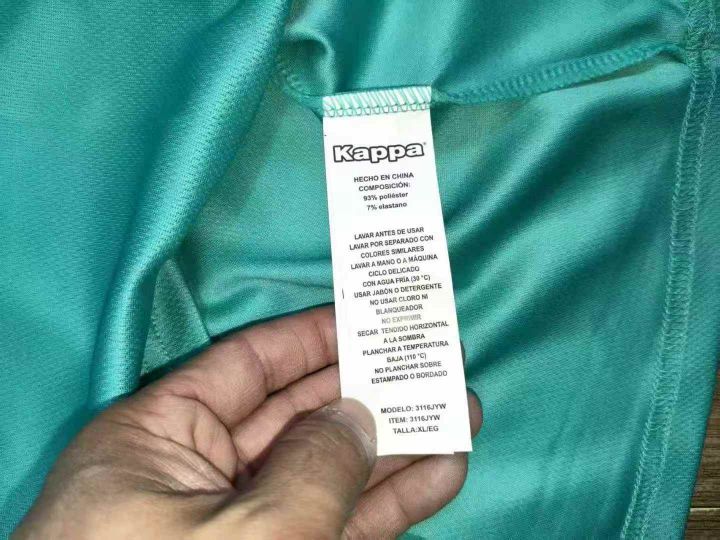 Kappa
HECHO EN CHINA
COMPOSICIÓN:
93% poliéster
7% elastano
LAVAR ANTES DE USAR
LAVAR POR SEPARADO CON
COLORES SIMILARES
LAVAR A MANO O A MÁQUINA
CICLO DELICADO
CON AGUA FRÍA (30 °C)
USAR JABÓN O DETERGENTE
NO USAR CLORO NI
BLANQUEADOR
NO EXPRIMIR
SECAR TENDIDO HORIZONTAL
A LA SOMBRA
PLANCHAR A TEMPERATURA
BAJA (110 °C)
NO PLANCHAR SOBRE
ESTAMPADO O BORDADO
MODELO: 3116JYW
ITEM: 3116JYW
TALLA:XL/EG